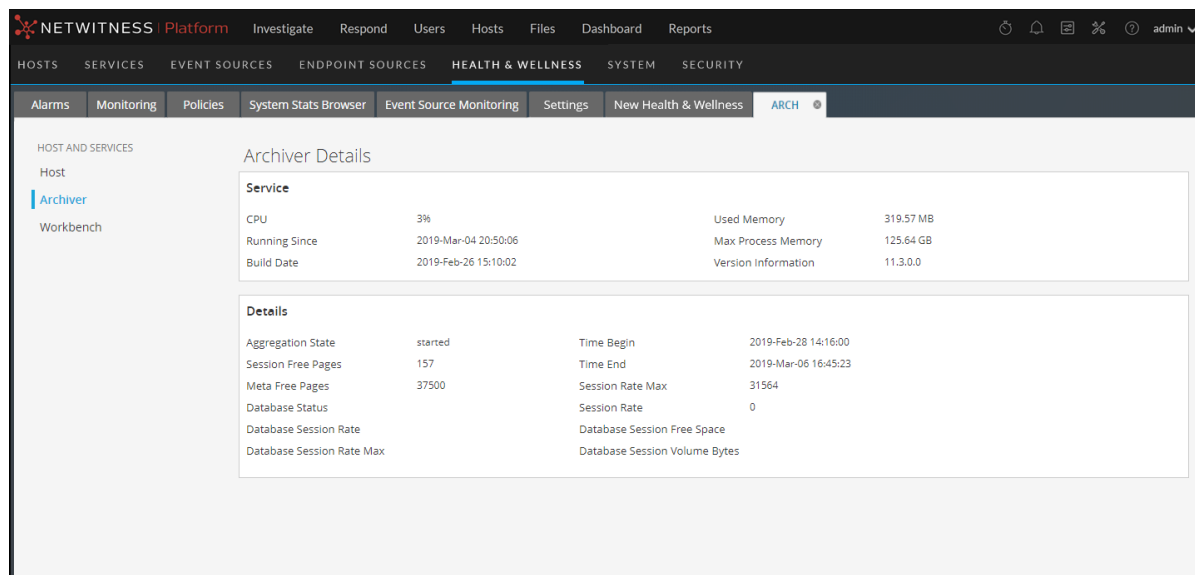 NETWITNESS | Platform Investigate Respond Users Hosts Files Dashboard Reports admin
HOSTS SERVICES EVENT SOURCES ENDPOINT SOURCES HEALTH & WELLNESS SYSTEM SECURITY
Alarms Monitoring Policies System Stats Browser Event Source Monitoring Settings New Health & Wellness ARCH
HOST AND SERVICES
Host
Archiver
Workbench
Archiver Details
Service
CPU 3% Used Memory 319.57 MB
Running Since 2019-Mar-04 20:50:06 Max Process Memory 125.64 GB
Build Date 2019-Feb-26 15:10:02 Version Information 11.3.0.0
Details
Aggregation State started Time Begin 2019-Feb-28 14:16:00
Session Free Pages 157 Time End 2019-Mar-06 16:45:23
Meta Free Pages 37500 Session Rate Max 31564
Database Status Session Rate 0
Database Session Rate Database Session Free Space
Database Session Rate Max Database Session Volume Bytes